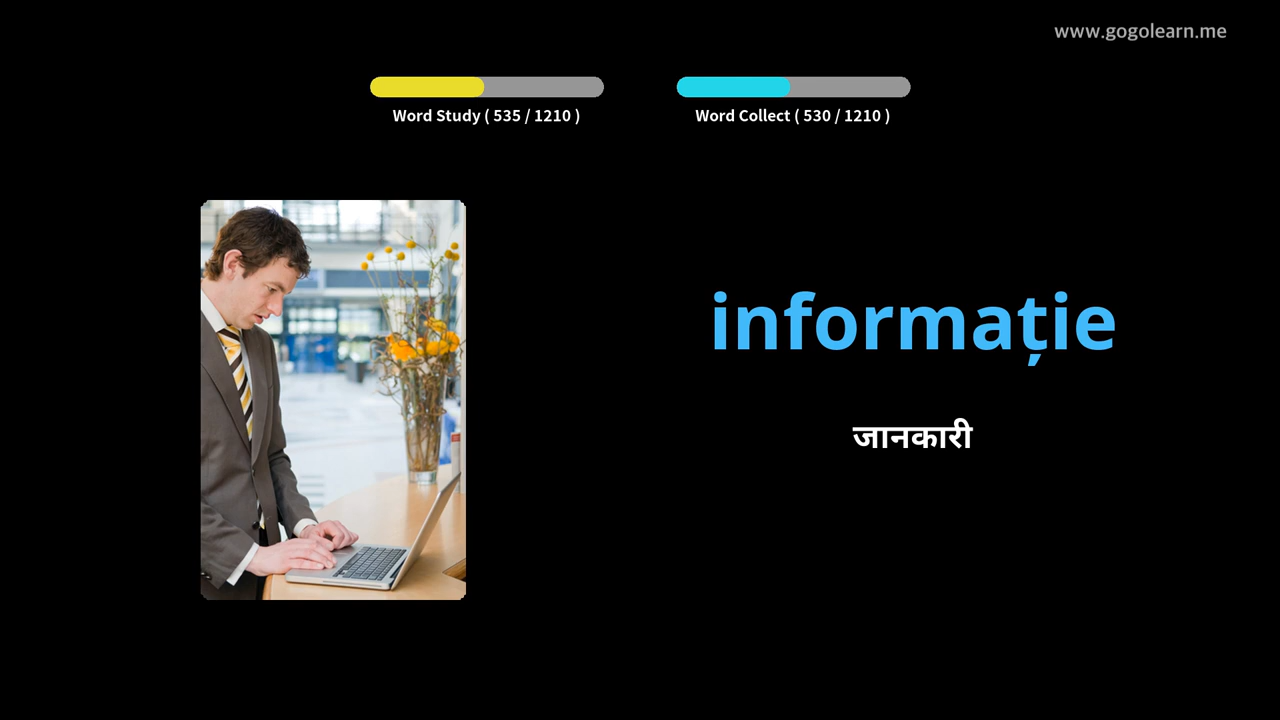 www.gogolearn.me
Word Study ( 535 / 1210 )
Word Collect ( 530 / 1210 )
informație
जानकारी